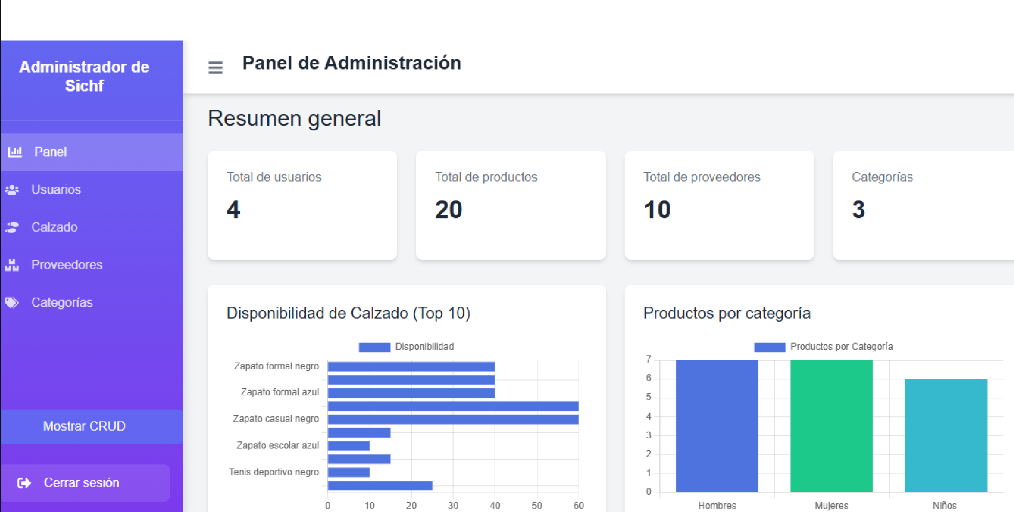 Administrador de
Sichf
Panel
Usuarios
Calzado
Proveedores
Categorías
Mostrar CRUD
Cerrar sesión
Panel de Administración
Resumen general
Total de usuarios
4
Total de productos
20
Total de proveedores
10
Categorías
3
Disponibilidad de Calzado (Top 10)
Disponibilidad
Zapato formal negro
Zapato formal azul
Zapato casual negro
Zapato escolar azul
Tenis deportivo negro
0 10 20 30 40 50 60
Productos por categoría
Productos por Categoría
7
6
5
4
3
2
1
0
Hombres Mujeres Niños